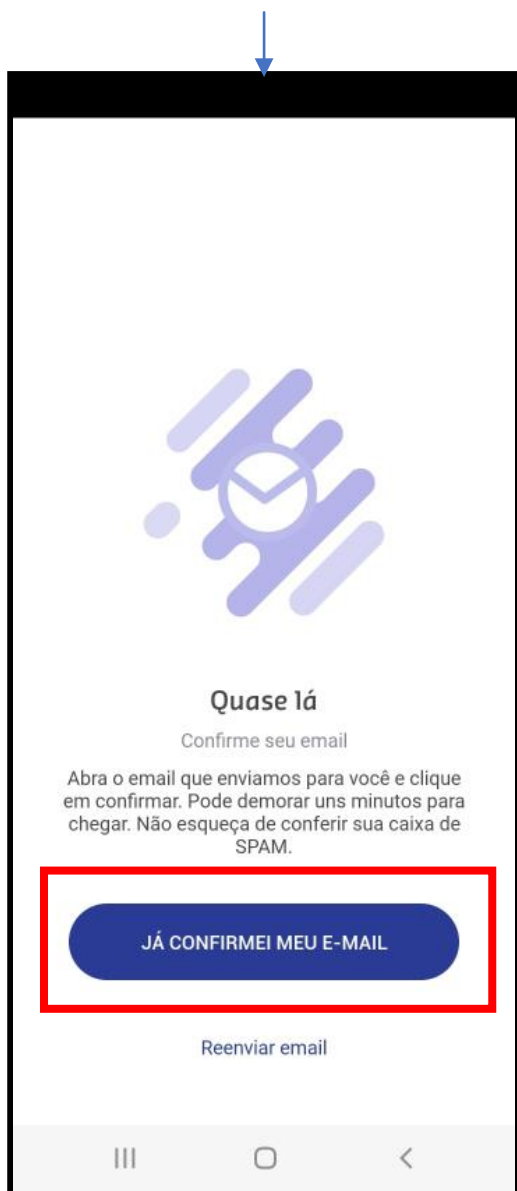 Quase lá
Confirme seu email
Abra o email que enviamos para você e clique
em confirmar. Pode demorar uns minutos para
chegar. Não esqueça de conferir sua caixa de
SPAM.
JÁ CONFIRMEI MEU E-MAIL
Reenviar email